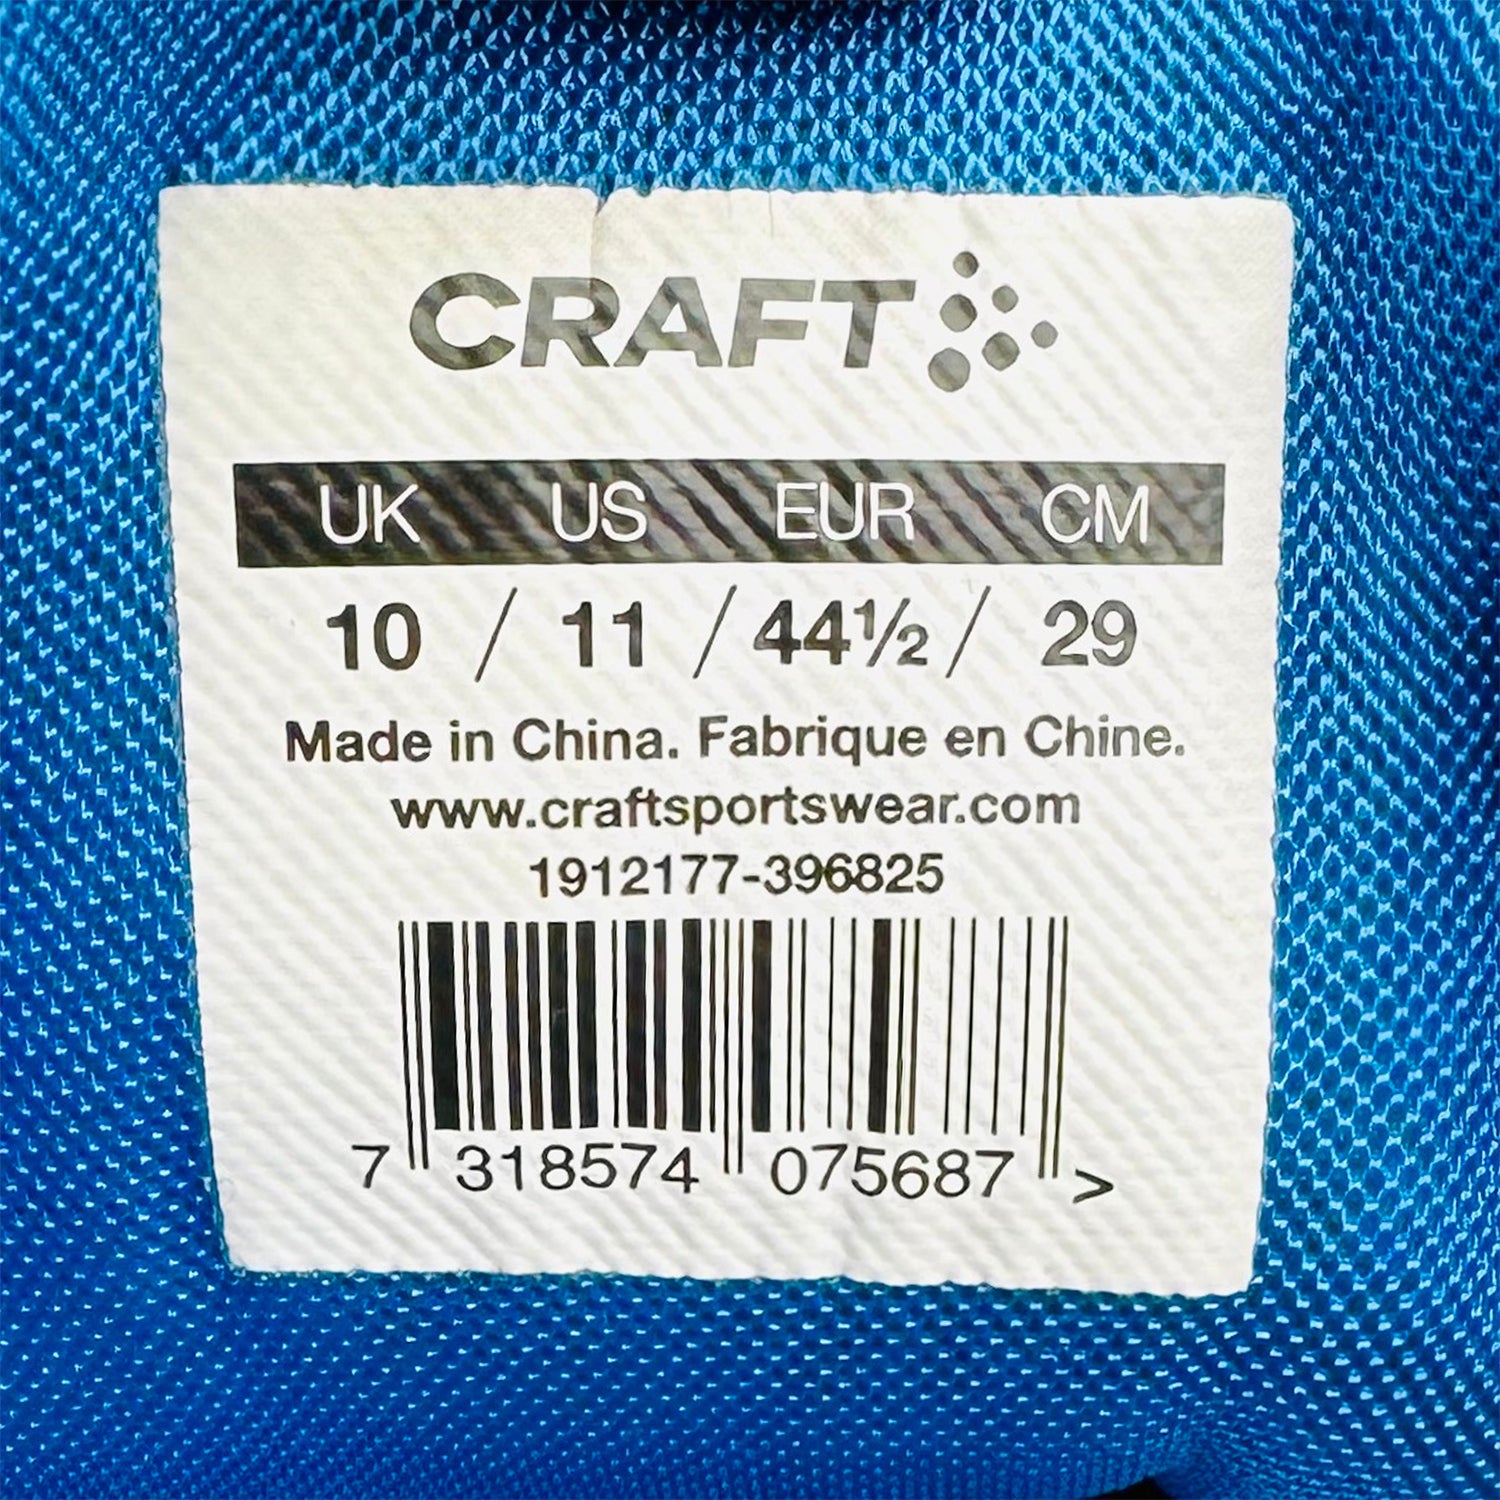 CRAFT
UK US EUR CM
10 / 11 / 44½ / 29
Made in China. Fabrique en Chine.
www.craftsportswear.com
1912177-396825
7 318574 075687 >